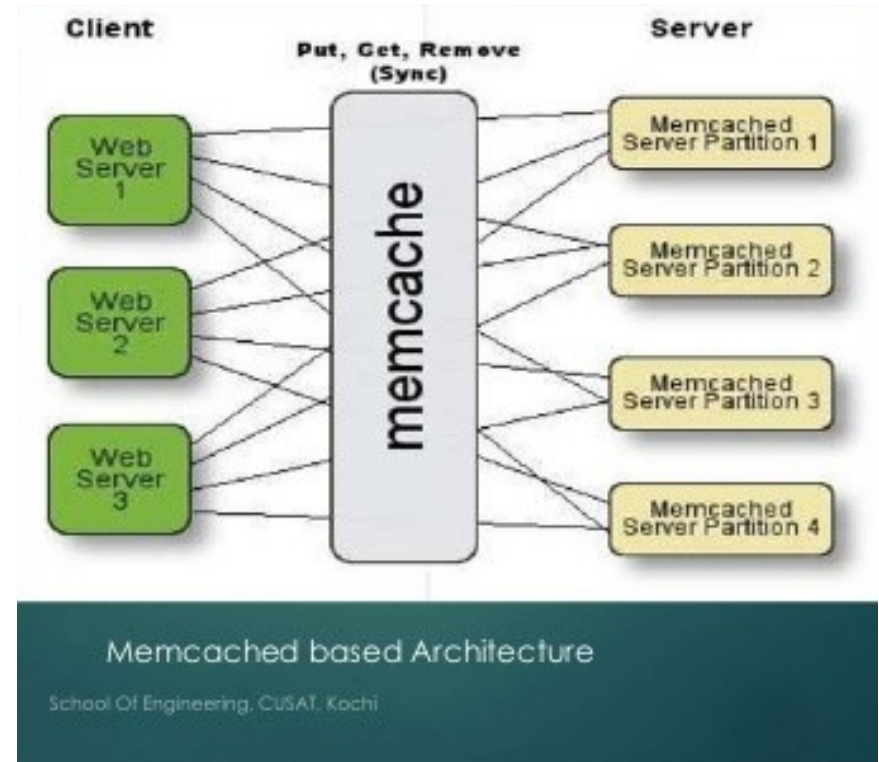 Client
Server
Put, Get, Remove
(Sync)
Web
Server
1
Web
Server
2
Web
Server
3
memcache
Memcached
Server Partition 1
Memcached
Server Partition 2
Memcached
Server Partition 3
Memcached
Server Partition 4
Memcached based Architecture
School Of Engineering, CUSAT, Kochi